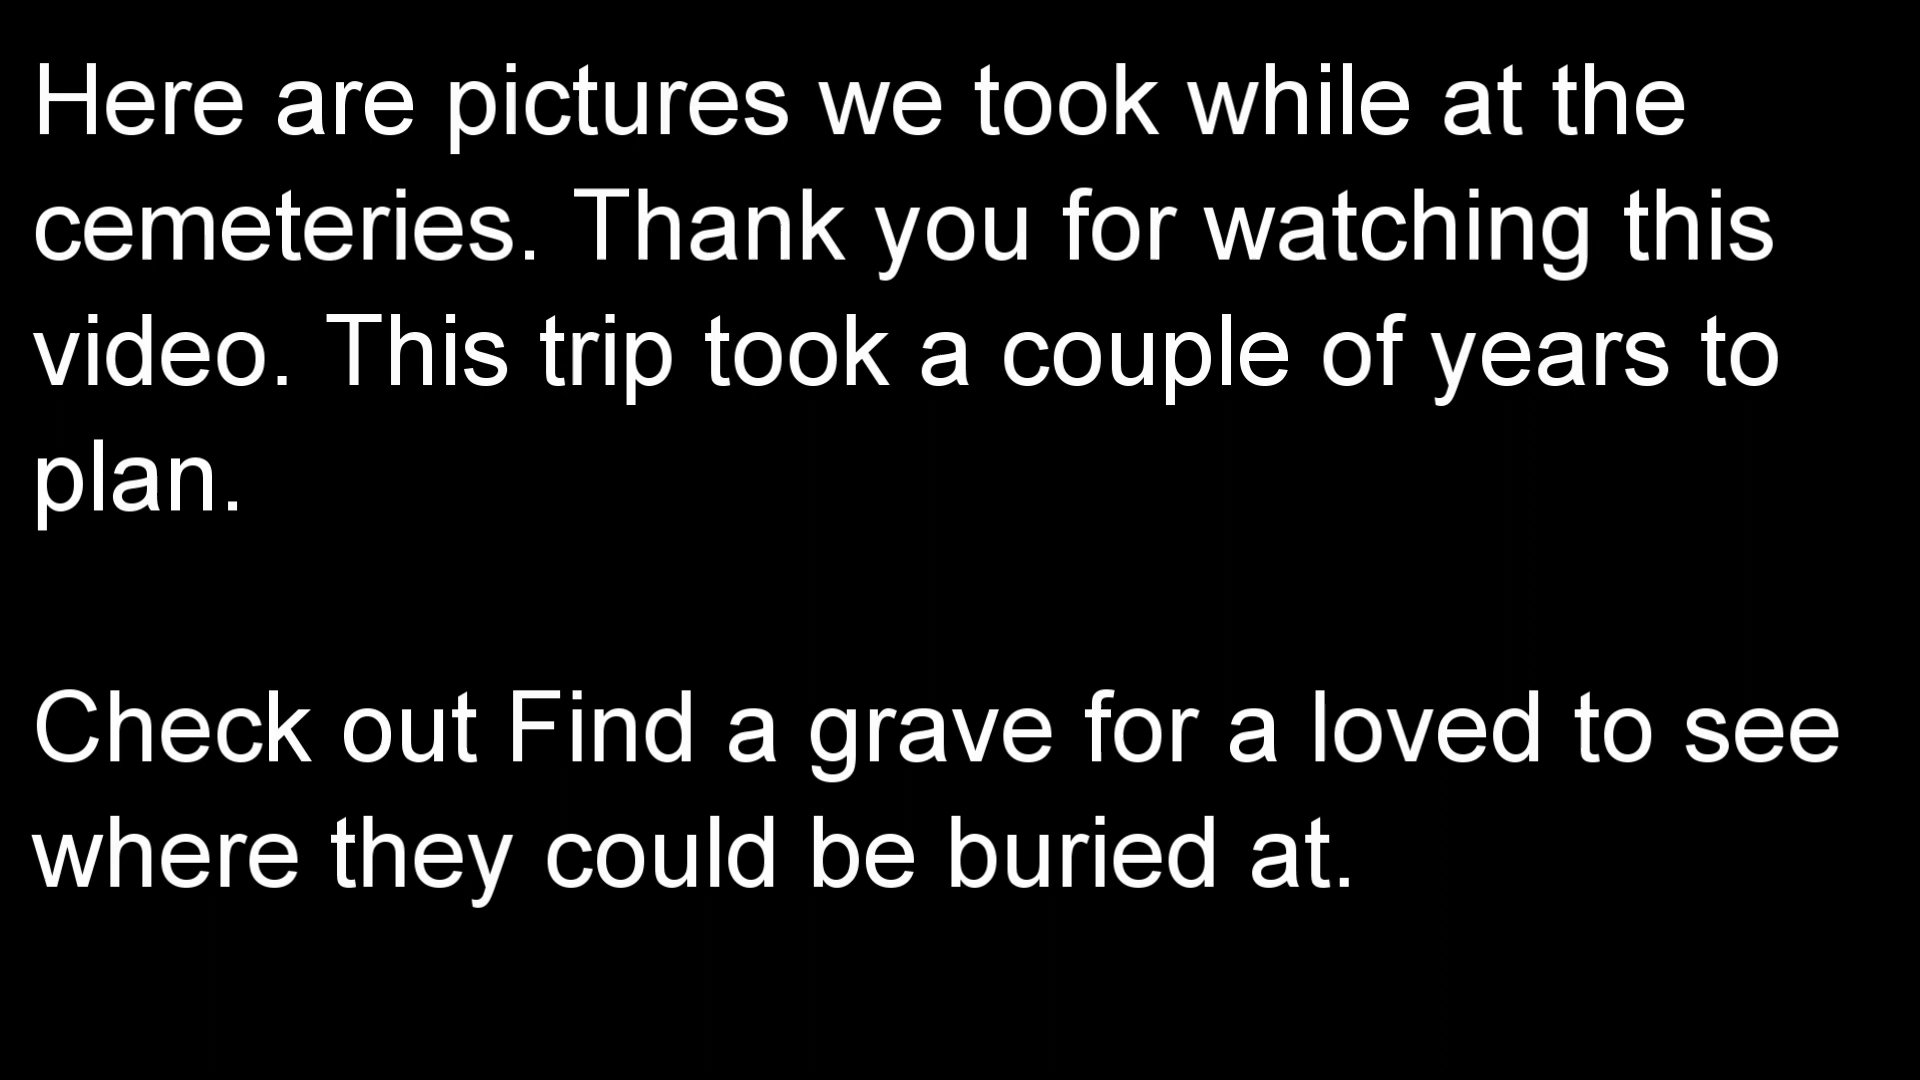 Here are pictures we took while at the
cemeteries. Thank you for watching this
video. This trip took a couple of years to
plan.
Check out Find a grave for a loved to see
where they could be buried at.